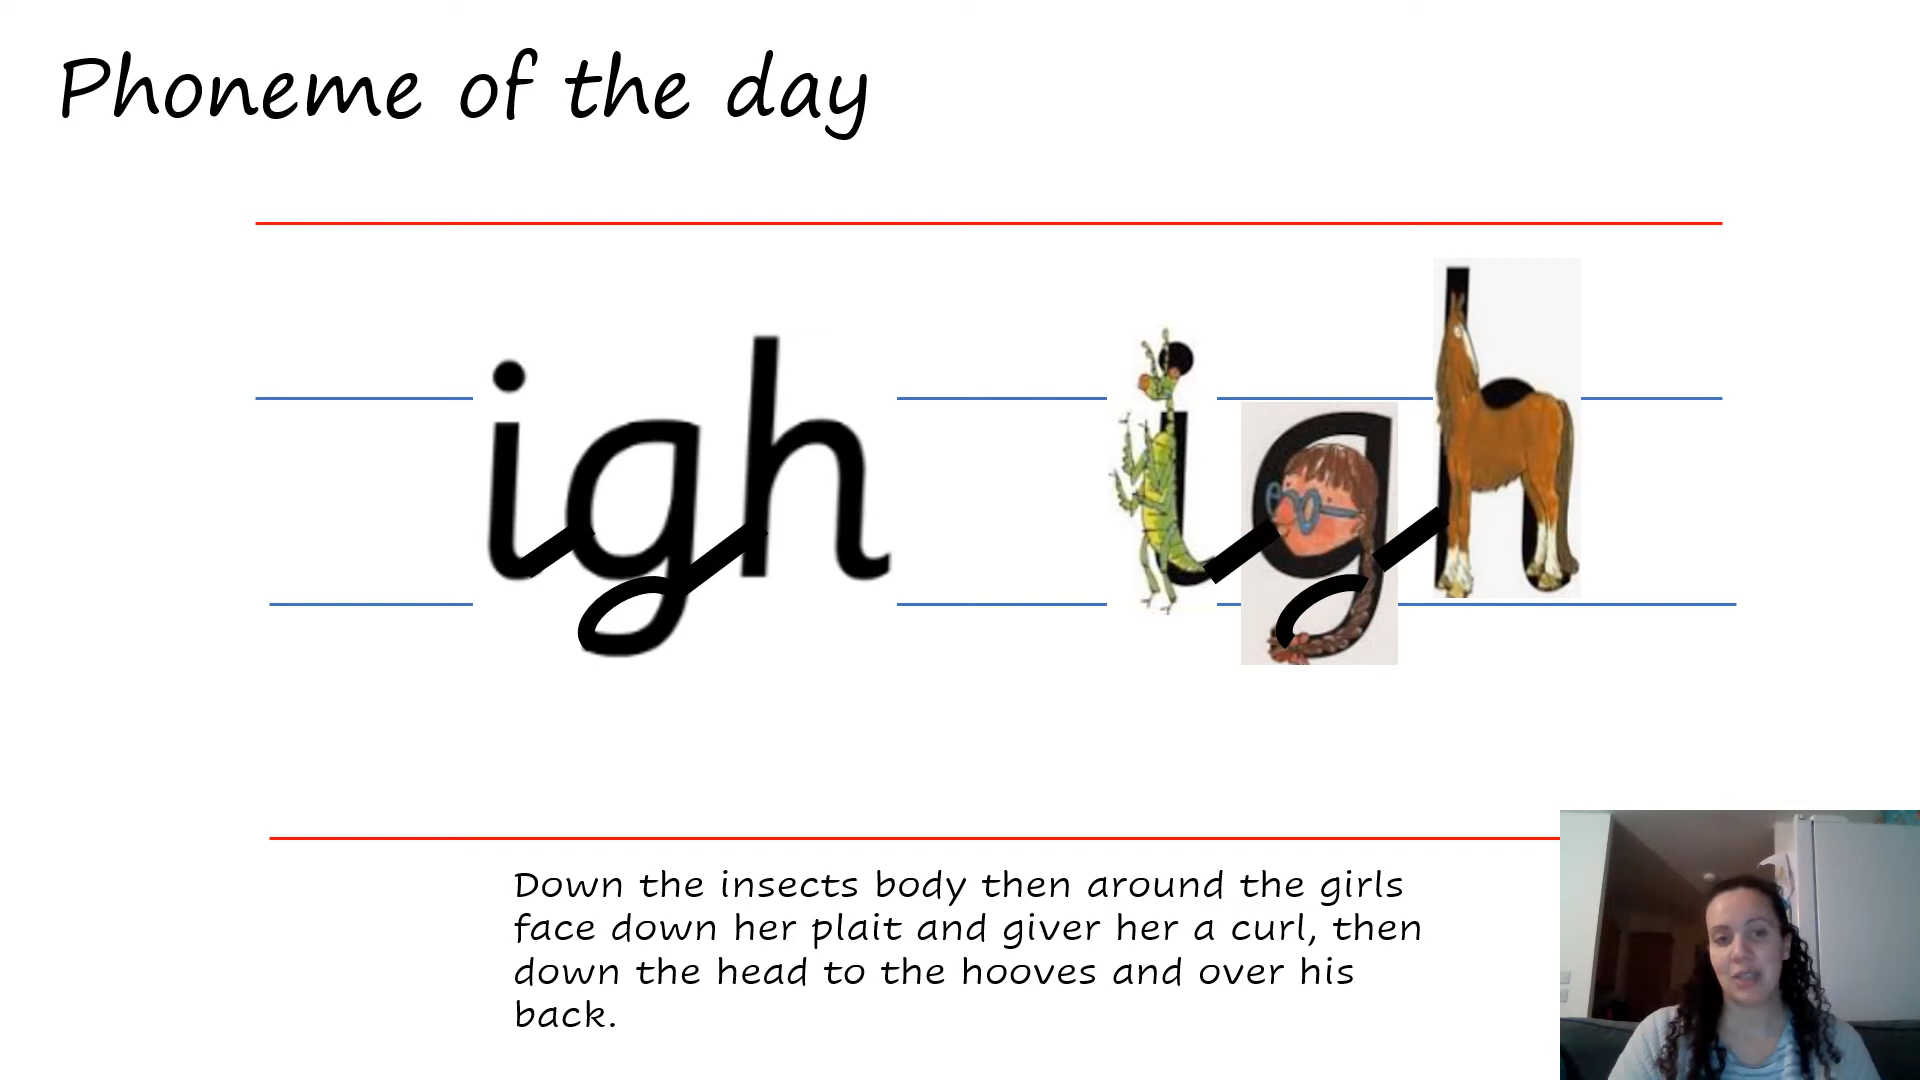 Phoneme of the day
igh igh
Down the insects body then around the girls
face down her plait and giver her a curl, then
down the head to the hooves and over his
back.